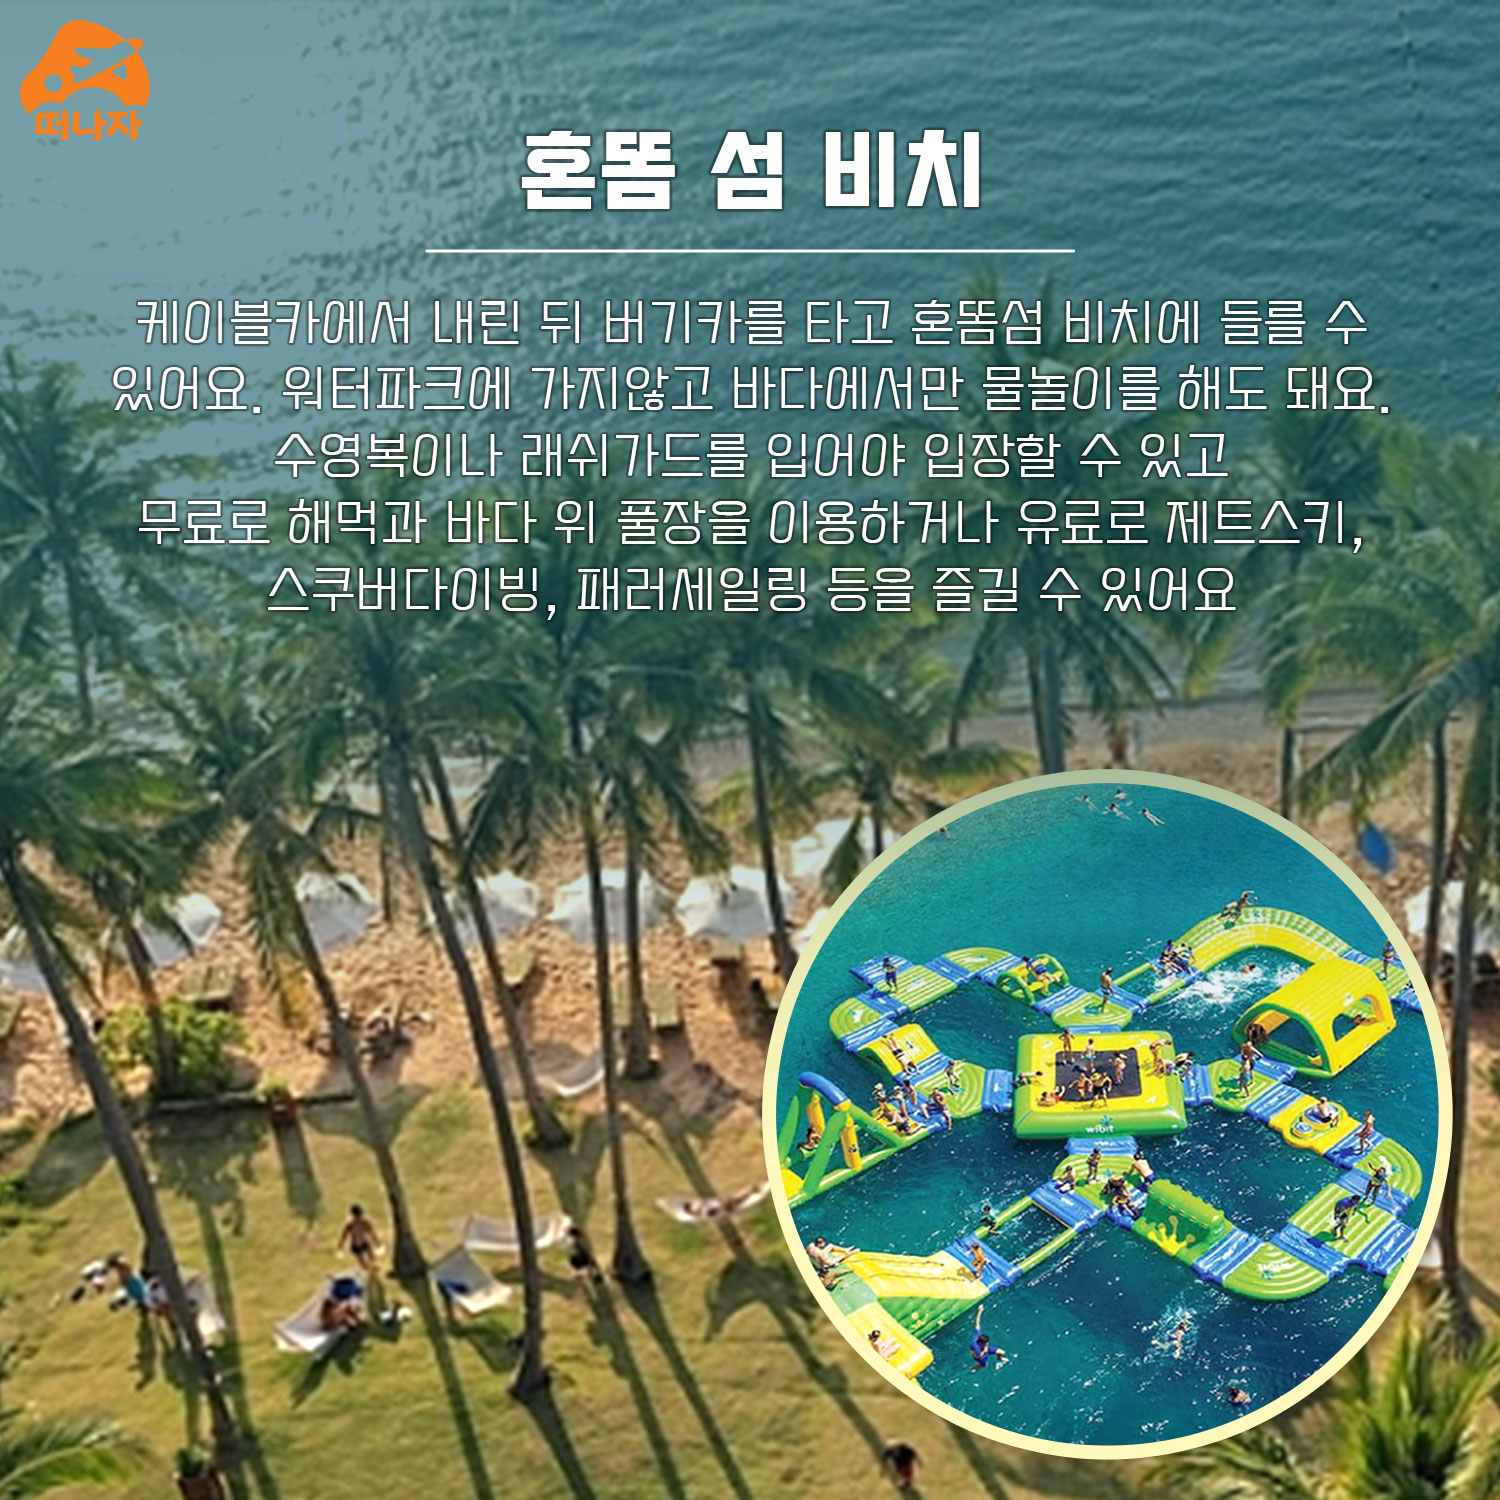 떠나자
혼똠 섬 비치
케이블카에서 내린 뒤 버기카를 타고 혼똠섬 비치에 들를 수
있어요. 워터파크에 가지않고 바다에서만 물놀이를 해도 돼요.
수영복이나 래쉬가드를 입어야 입장할 수 있고
무료로 해먹과 바다 위 풀장을 이용하거나 유료로 제트스키,
스쿠버다이빙, 패러세일링 등을 즐길 수 있어요
wibit